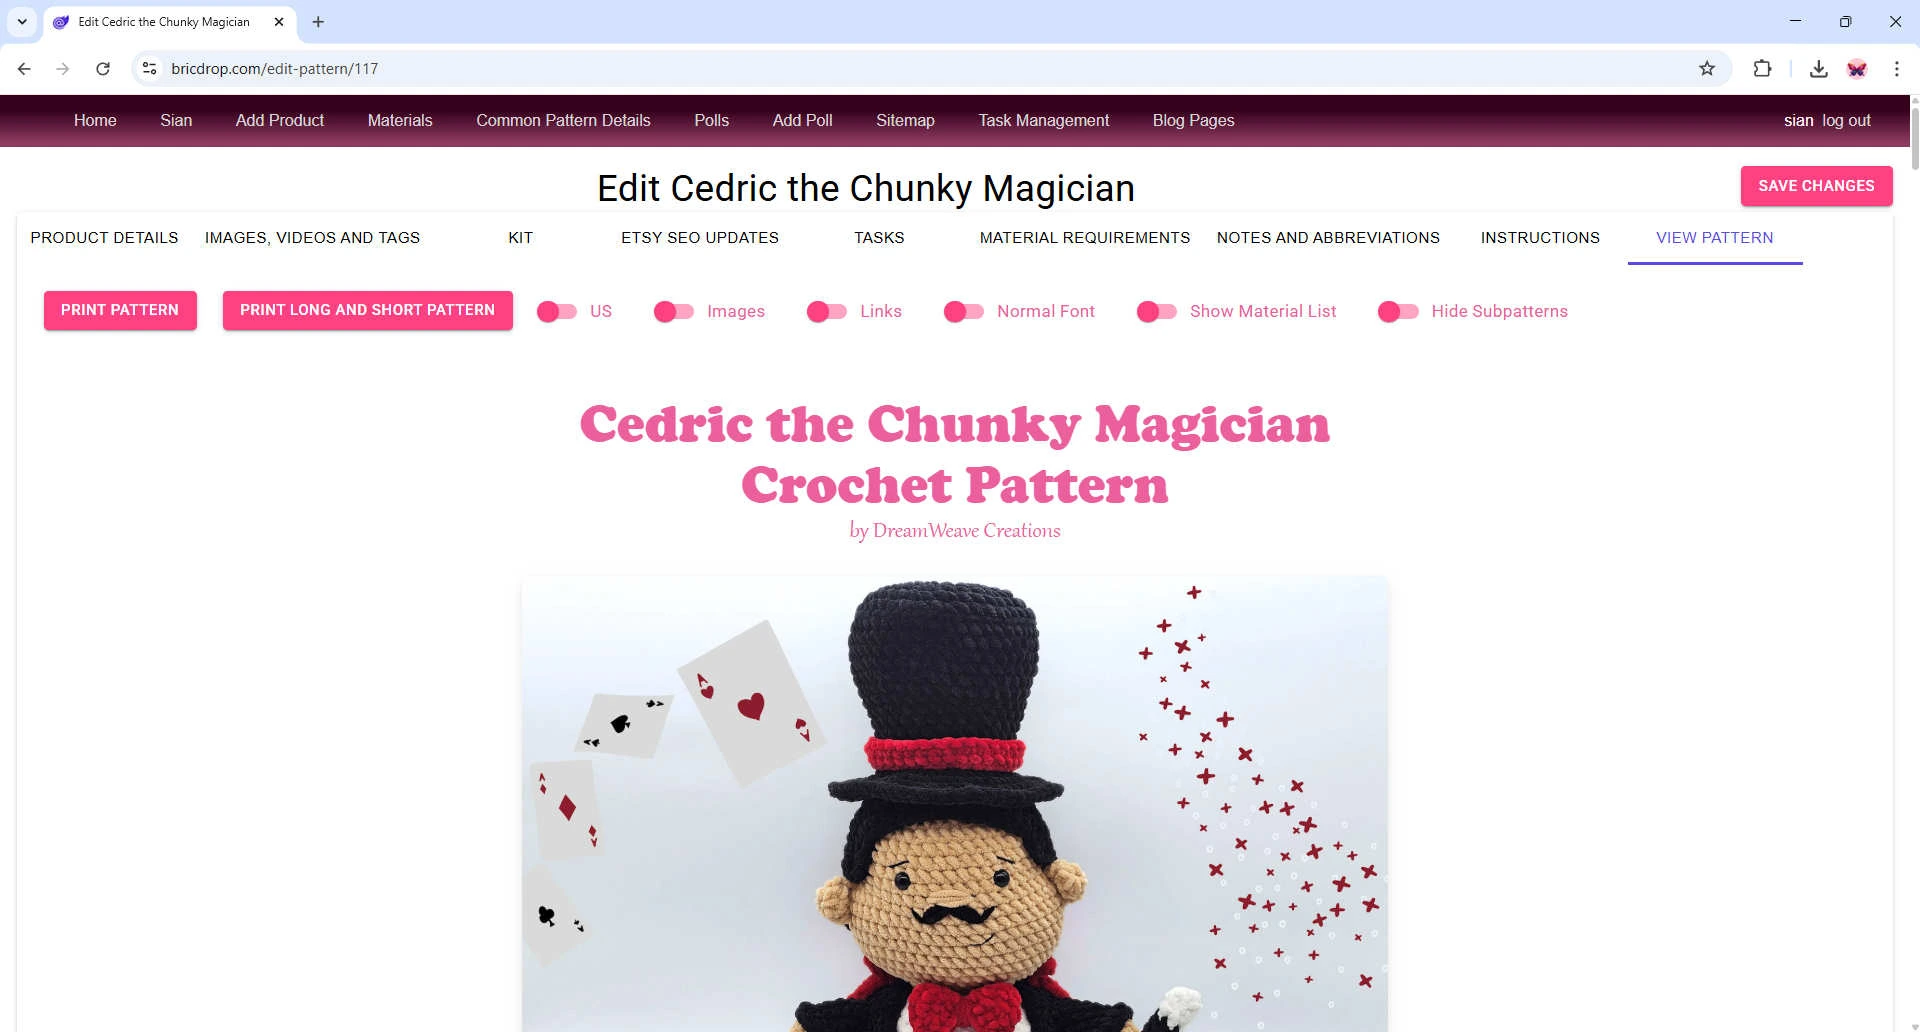 Edit Cedric the Chunky Magician
bricdrop.com/edit-pattern/117
Home Sian Add Product Materials Common Pattern Details Polls Add Poll Sitemap Task Management Blog Pages sian log out
Edit Cedric the Chunky Magician
SAVE CHANGES
PRODUCT DETAILS IMAGES, VIDEOS AND TAGS KIT ETSY SEO UPDATES TASKS MATERIAL REQUIREMENTS NOTES AND ABBREVIATIONS INSTRUCTIONS VIEW PATTERN
PRINT PATTERN PRINT LONG AND SHORT PATTERN US Images Links Normal Font Show Material List Hide Subpatterns
Cedric the Chunky Magician
Crochet Pattern
by DreamWeave Creations
A
A
A
A